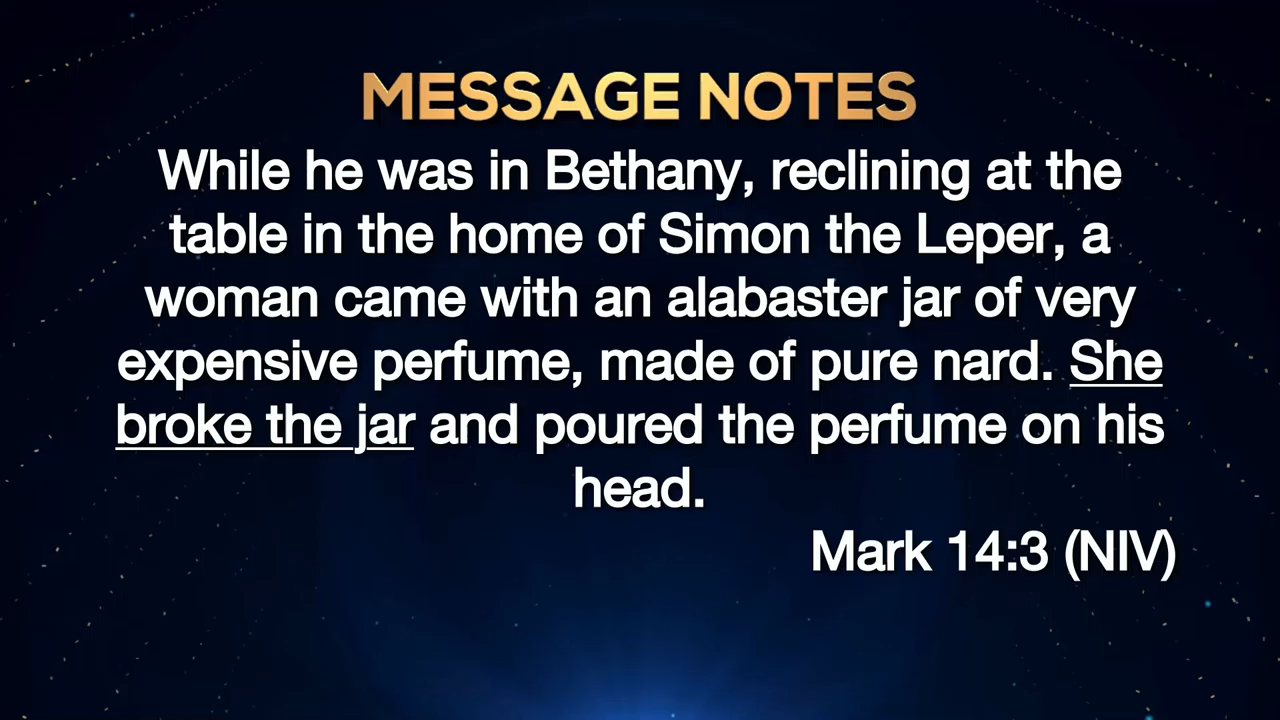 MESSAGE NOTES
While he was in Bethany, reclining at the
table in the home of Simon the Leper, a
woman came with an alabaster jar of very
expensive perfume, made of pure nard. She
broke the jar and poured the perfume on his
head.
Mark 14:3 (NIV)